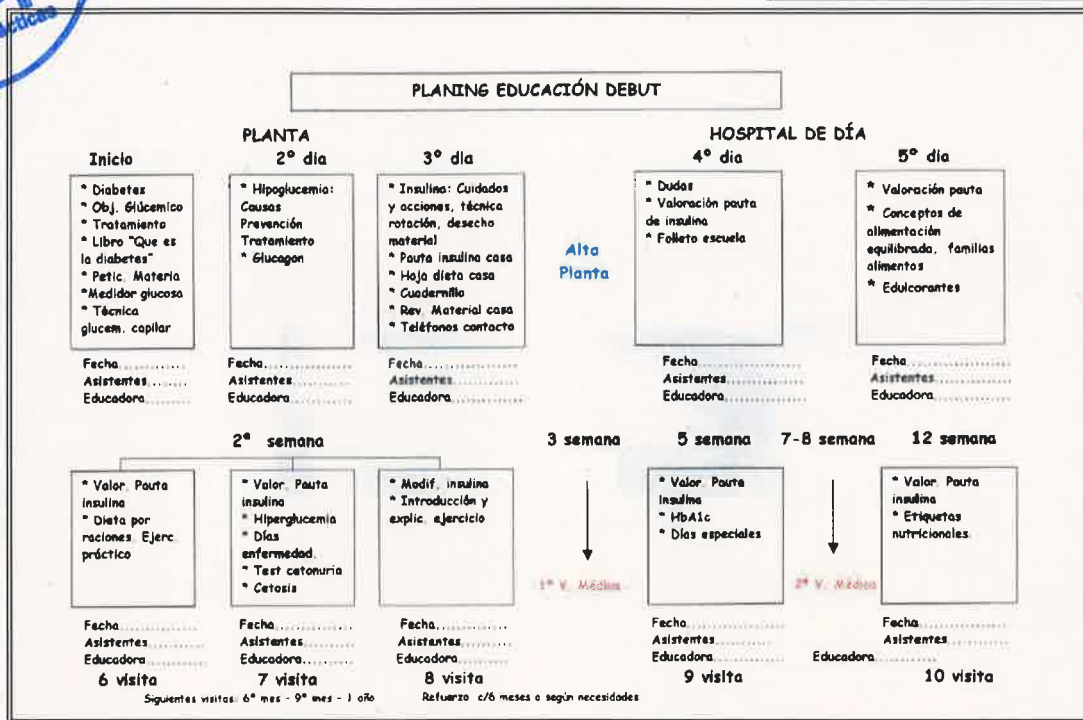 ácticas
PLANING EDUCACIÓN DEBUT
PLANTA
HOSPITAL DE DÍA
Inicio
* Diabetes
* Obj. Glúcemico
* Tratamiento
* Libro "Que es
la diabetes"
* Petic. Materia
*Medidor glucosa
* Técnica
glucem. capilar
Fecha............
Asistentes........
Educadora
2º dia
* Hipoglucemia:
Causas
Prevención
Tratamiento
* Glucagon
Fecha............
Asistentes............
Educadora............
3º dia
* Insulina: Cuidados
y acciones, técnica
rotación, desecho
material
* Pauta insulina casa
* Hoja dieta casa
* Cuadernillo
* Rev. Material casa
* Teléfonos contacto
Fecha............
Asistentes............
Educadora............
Alta
Planta
4º dia
* Dudas
* Valoración pauta
de insulina
* Folleto escuela
Fecha............
Asistentes............
Educadora............
5º dia
* Valoración pauta
* Conceptos de
alimentación
equilibrada, familias
alimentos
* Edulcorantes
Fecha............
Asistentes............
Educadora............
2ª semana
* Valor. Pauta
insulina
* Dieta por
raciones. Ejerc.
práctico
Fecha............
Asistentes............
Educadora............
6 visita
* Valor. Pauta
insulina
* Hiperglucemia
* Días
enfermedad.
* Test cetonuria
* Cetosis
Fecha............
Asistentes............
Educadora............
7 visita
* Modif. insulina
* Introducción y
explic. ejercicio
Fecha............
Asistentes............
Educadora............
8 visita
3 semana
1ª V. Médica
5 semana
* Valor. Pauta
insulina
* HbA1c
* Días especiales
Fecha............
Asistentes............
Educadora............
9 visita
7-8 semana
2ª V. Médica
12 semana
* Valor. Pauta
insulina
* Etiquetas
nutricionales.
Fecha............
Asistentes............
Educadora............
10 visita
Siguientes visitas: 6º mes - 9º mes - 1 año
Refuerzo c/6 meses o según necesidades